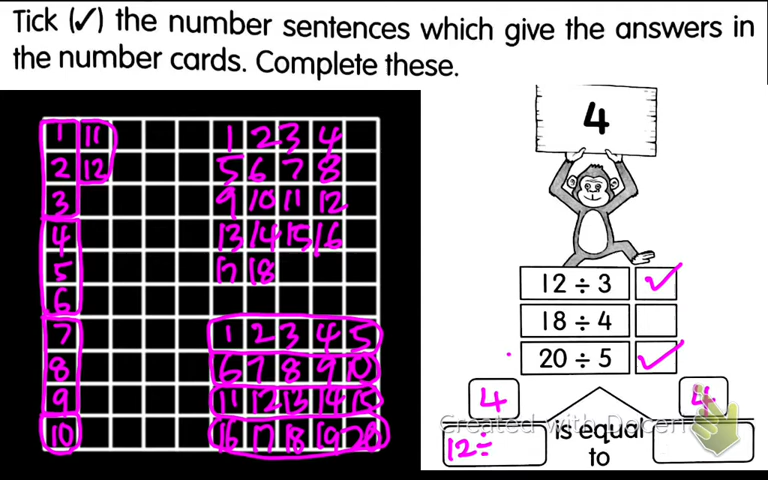 Tick (✓) the number sentences which give the answers in
the number cards. Complete these.
4
1 11
2 12
3
4
5
6
7
8
9
10
1 2 3 4
5 6 7 8
9 10 11 12
13 14 15 16
17 18
1 2 3 4 5
6 7 8 9 10
11 12 13 14 15
16 17 18 19 20
12 ÷ 3 ✓
18 ÷ 4
20 ÷ 5 ✓
4 4
Created with Doceri
12÷ is equal
to